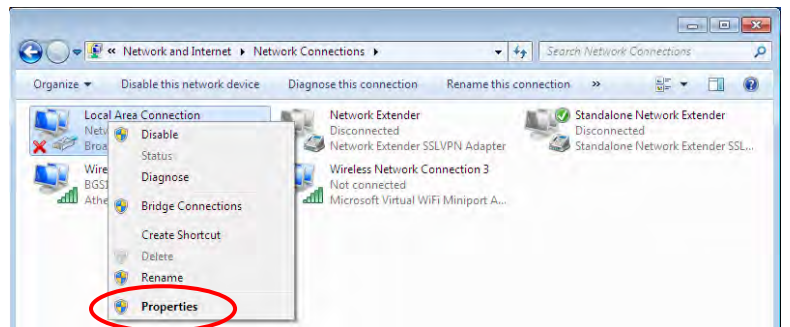 « Network and Internet ▸ Network Connections ▸
Search Network Connections
Organize ▾ Disable this network device Diagnose this connection Rename this connection »
Local Area Connection
Netw
Broa
Network Extender
Disconnected
Network Extender SSLVPN Adapter
Standalone Network Extender
Disconnected
Standalone Network Extender SSL...
Wire
BGSI
Athe
Wireless Network Connection 3
Not connected
Microsoft Virtual WiFi Miniport A...
Disable
Status
Diagnose
Bridge Connections
Create Shortcut
Delete
Rename
Properties